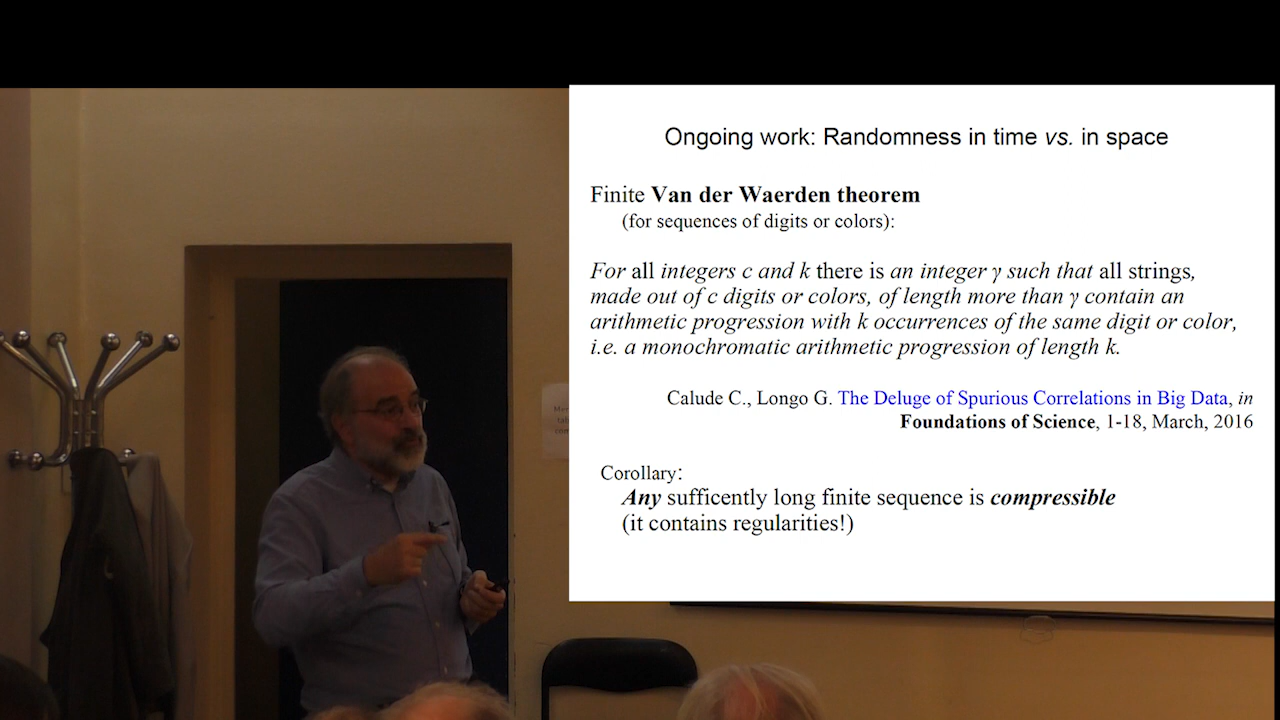 Ongoing work: Randomness in time vs. in space
Finite Van der Waerden theorem
(for sequences of digits or colors):
For all integers c and k there is an integer γ such that all strings,
made out of c digits or colors, of length more than γ contain an
arithmetic progression with k occurrences of the same digit or color,
i.e. a monochromatic arithmetic progression of length k.
Calude C., Longo G. The Deluge of Spurious Correlations in Big Data, in
Foundations of Science, 1-18, March, 2016
Corollary:
Any sufficently long finite sequence is compressible
(it contains regularities!)